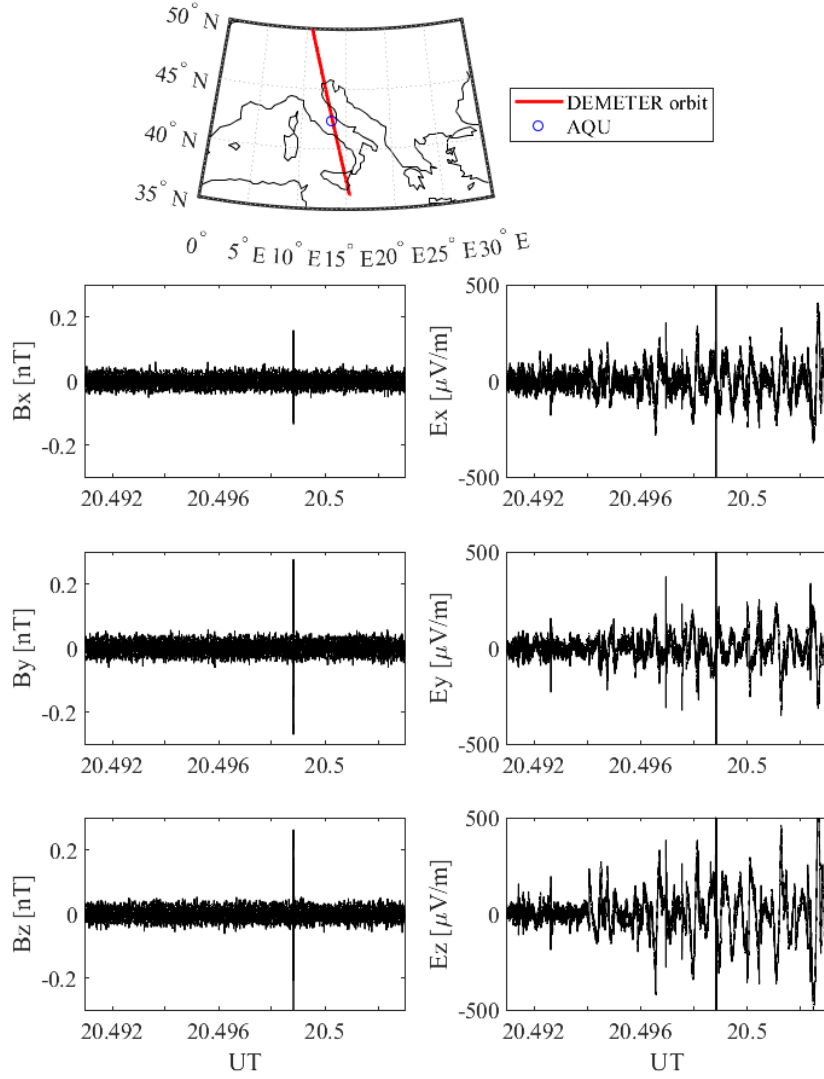 50° N
45° N
40° N
35° N
0° 5° E 10° E 15° E 20° E 25° E 30° E
DEMETER orbit
AQU
0.2
0
-0.2
Bx [nT]
20.492 20.496 20.5
500
0
-500
Ex [μV/m]
20.492 20.496 20.5
0.2
0
-0.2
By [nT]
20.492 20.496 20.5
500
0
-500
Ey [μV/m]
20.492 20.496 20.5
0.2
0
-0.2
Bz [nT]
20.492 20.496 20.5
UT
500
0
-500
Ez [μV/m]
20.492 20.496 20.5
UT